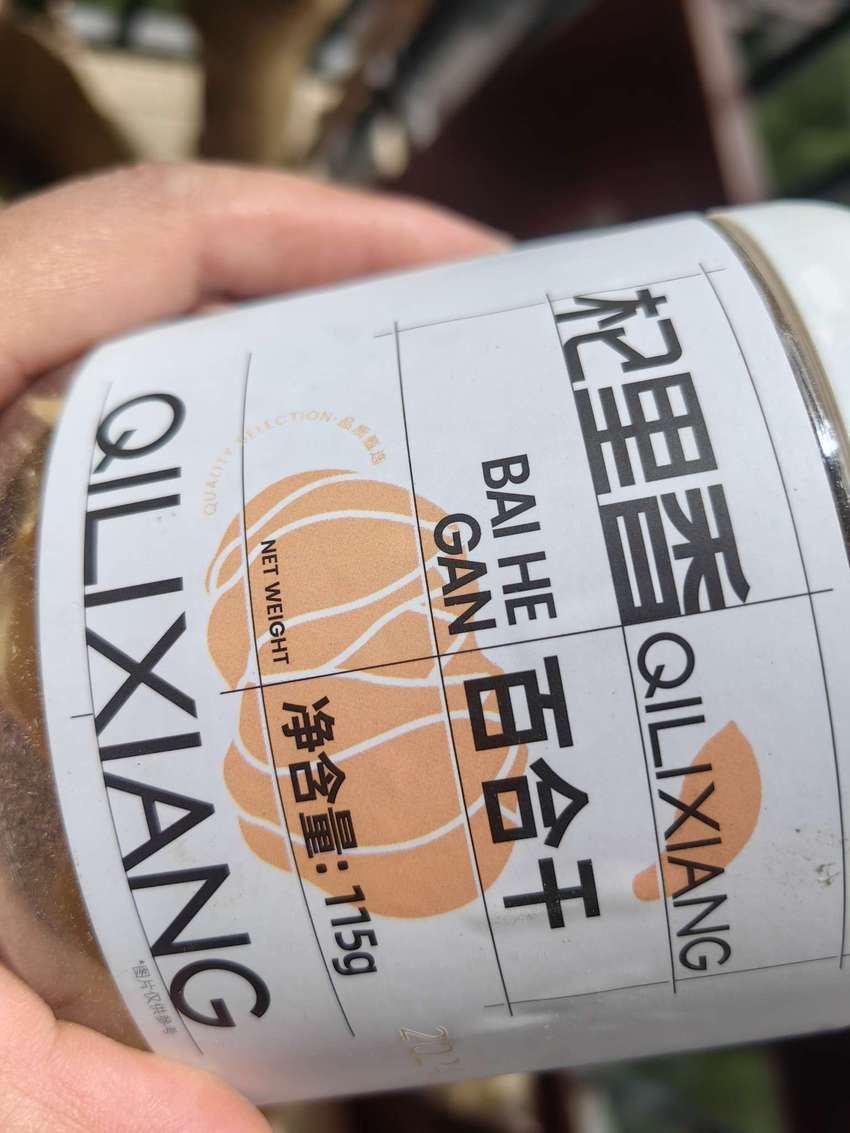 杞里香
QILIXIANG
BAI HE
GAN
百合干
QUALITY SELECTION·品质甄选
NET WEIGHT
净含量：115g
QILIXIANG
*图片仅供参考